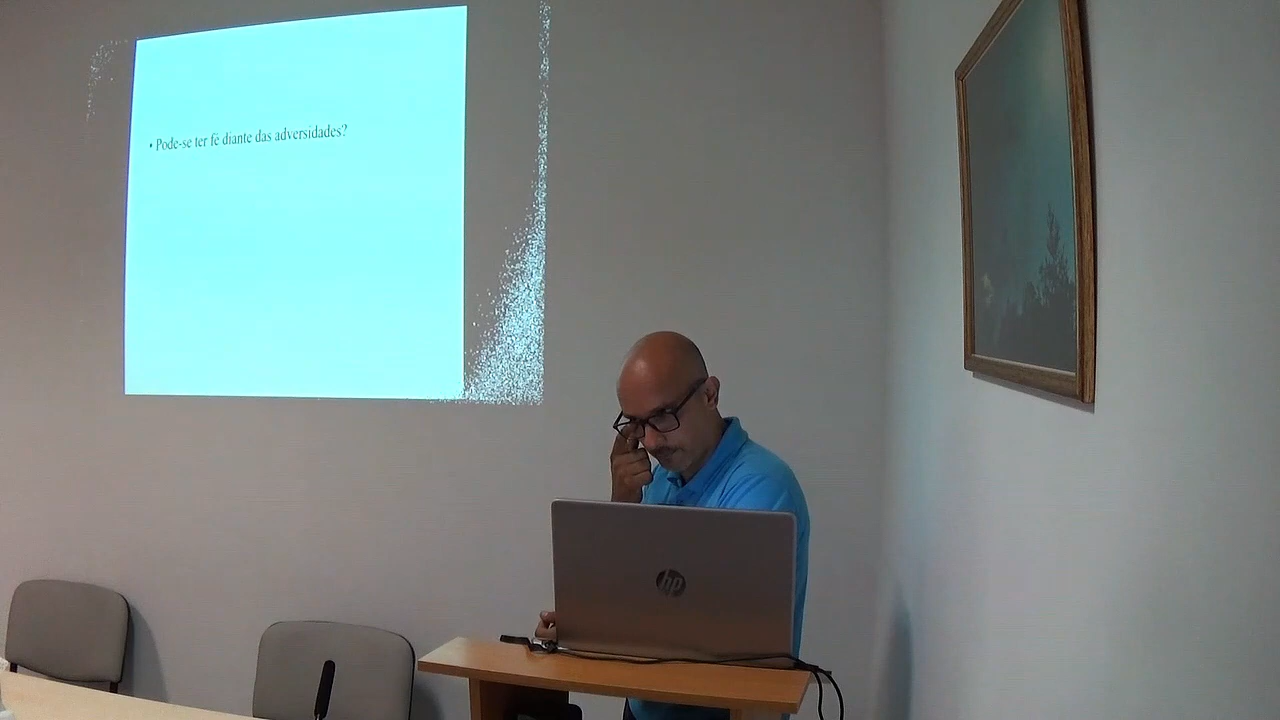 • Pode-se ter fé diante das adversidades?
hp